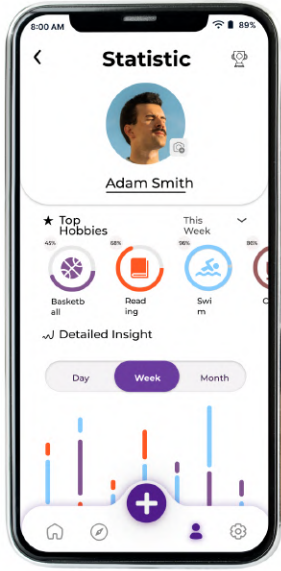 8:00 AM 89%
Statistic
Adam Smith
Top
Hobbies
This
Week
45% 68% 96% 86%
Basketb
all
Read
ing
Swi
m
Detailed Insight
Day Week Month